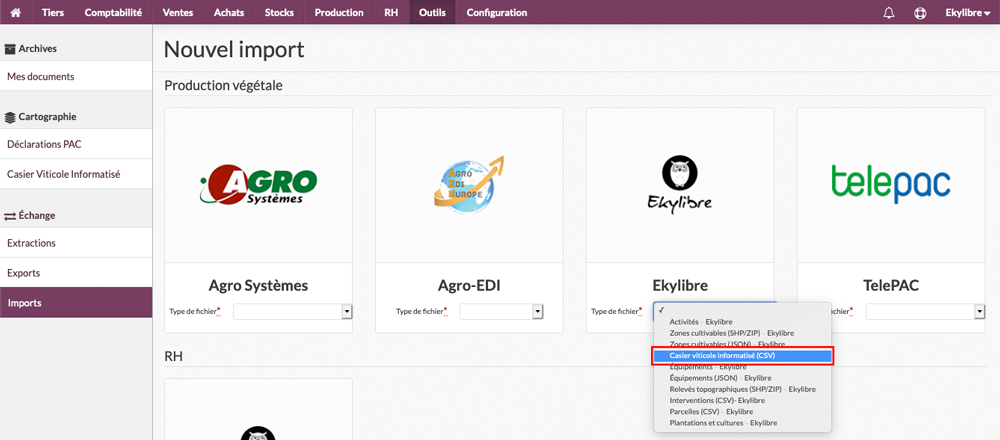 Tiers Comptabilité Ventes Achats Stocks Production RH Outils Configuration Ekylibre
Archives
Mes documents
Cartographie
Déclarations PAC
Casier Viticole Informatisé
Échange
Extractions
Exports
Imports
Nouvel import
Production végétale
AGRO
Systèmes
AGRO
EDI
EUROPE
Ekylibre
telepac
Agro Systèmes
Agro-EDI
Ekylibre
TelePAC
Type de fichier*
Type de fichier*
Type de fichier*
fichier*
✓
Activités - Ekylibre
Zones cultivables (SHP/ZIP) - Ekylibre
Zones cultivables (JSON) - Ekylibre
Casier viticole informatisé (CSV)
Équipements - Ekylibre
Équipements (JSON) - Ekylibre
Relevés topographiques (SHP/ZIP) - Ekylibre
Interventions (CSV)- Ekylibre
Parcelles (CSV) - Ekylibre
Plantations et cultures - Ekylibre
RH